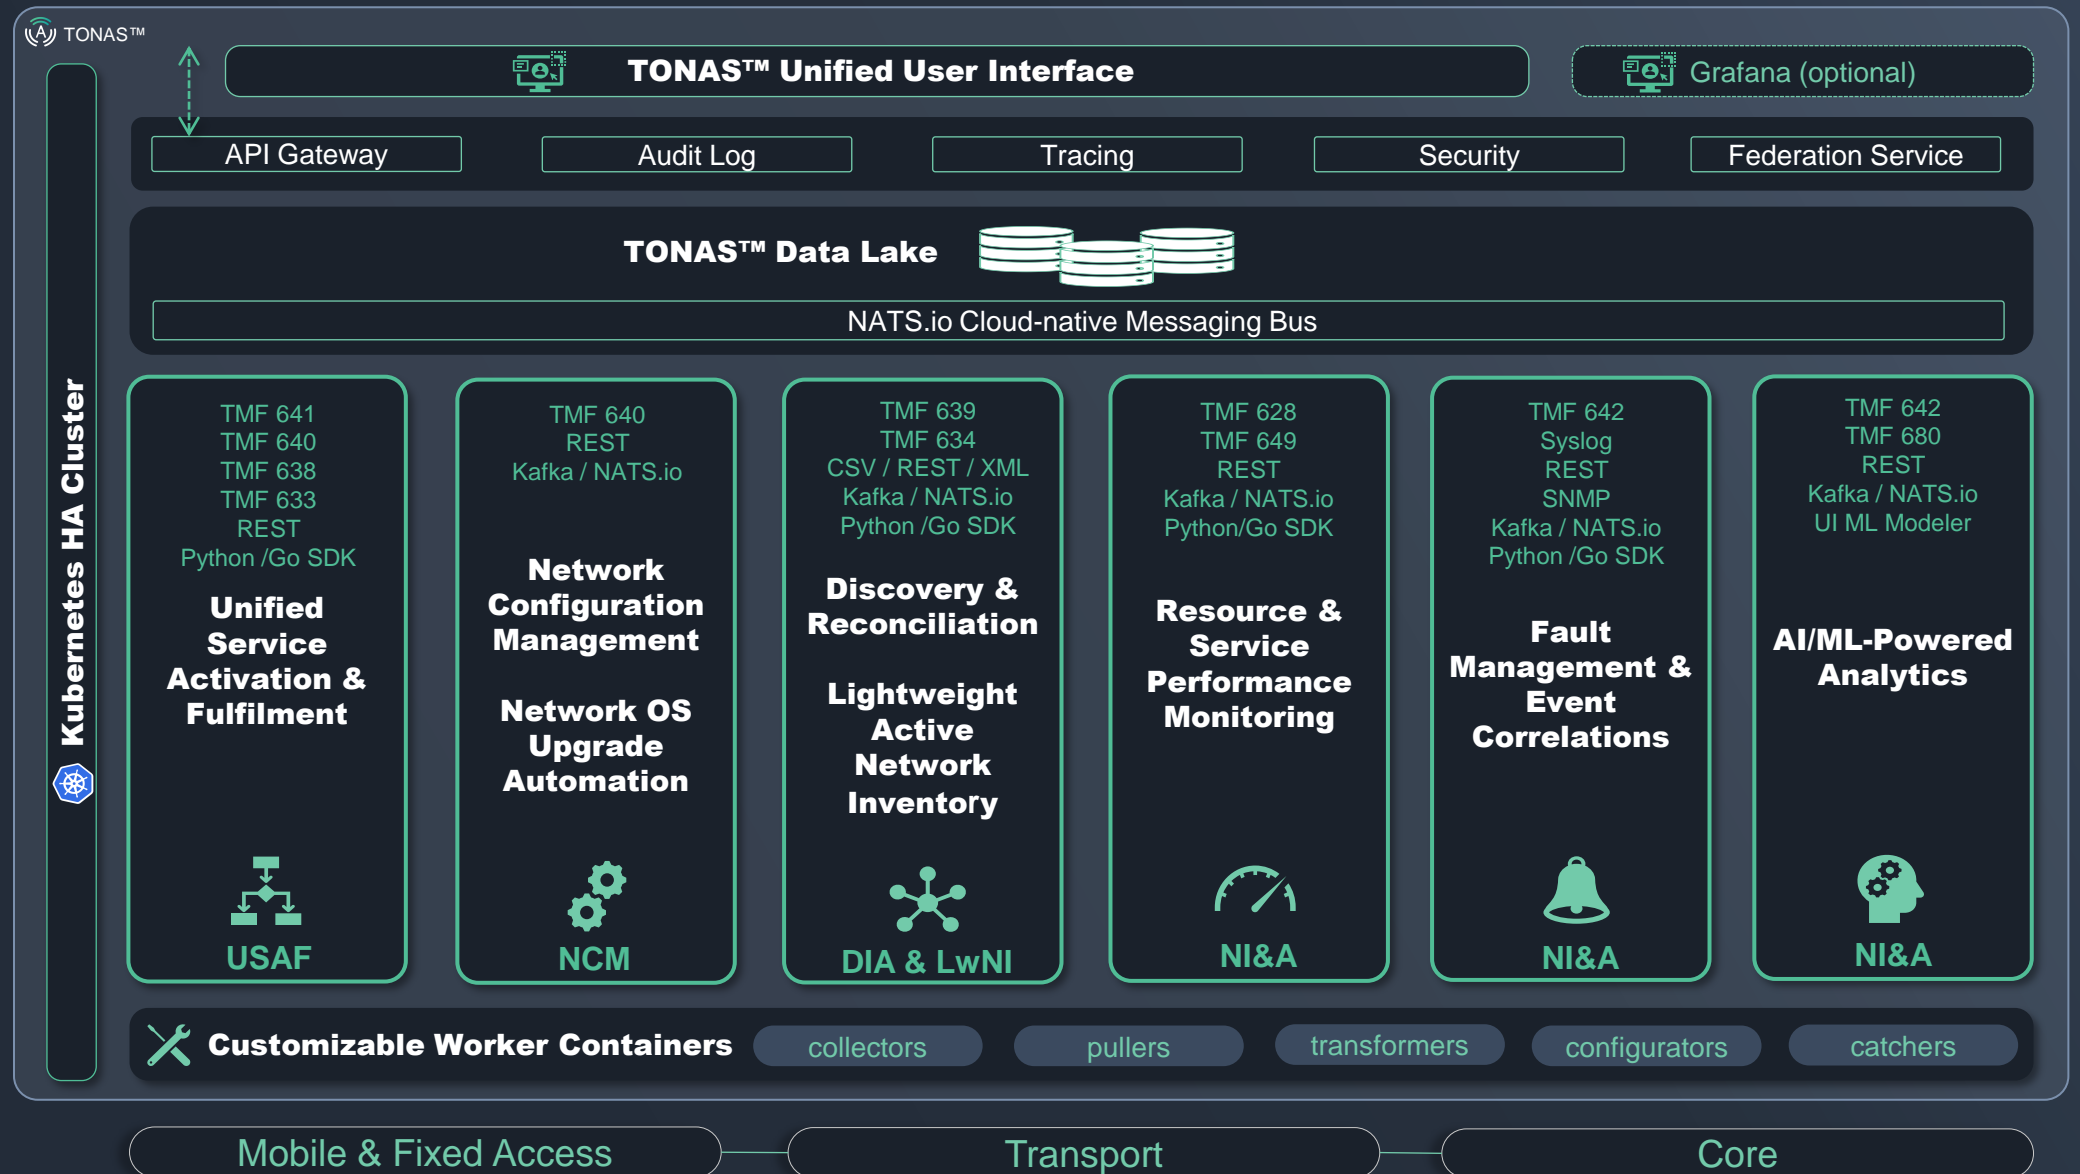 TONAS™
TONAS™ Unified User Interface
Grafana (optional)
API Gateway
Audit Log
Tracing
Security
Federation Service
TONAS™ Data Lake
NATS.io Cloud-native Messaging Bus
Kubernetes HA Cluster
TMF 641
TMF 640
TMF 638
TMF 633
REST
Python /Go SDK
Unified
Service
Activation &
Fulfilment
USAF
TMF 640
REST
Kafka / NATS.io
Network
Configuration
Management
Network OS
Upgrade
Automation
NCM
TMF 639
TMF 634
CSV / REST / XML
Kafka / NATS.io
Python /Go SDK
Discovery &
Reconciliation
Lightweight
Active
Network
Inventory
DIA & LwNI
TMF 628
TMF 649
REST
Kafka / NATS.io
Python/Go SDK
Resource &
Service
Performance
Monitoring
NI&A
TMF 642
Syslog
REST
SNMP
Kafka / NATS.io
Python /Go SDK
Fault
Management &
Event
Correlations
NI&A
TMF 642
TMF 680
REST
Kafka / NATS.io
UI ML Modeler
AI/ML-Powered
Analytics
NI&A
Customizable Worker Containers
collectors
pullers
transformers
configurators
catchers
Mobile & Fixed Access
Transport
Core